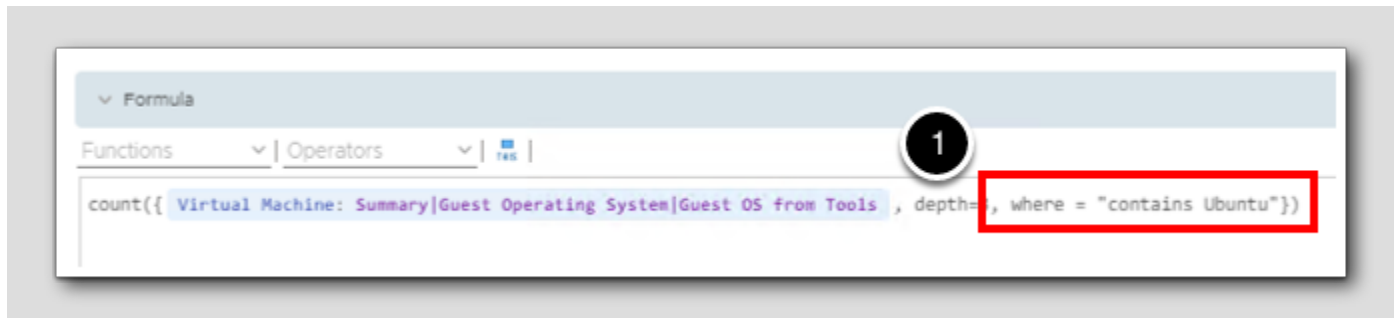 Formula
Functions Operators
1
count({ Virtual Machine: Summary|Guest Operating System|Guest OS from Tools , depth= , where = "contains Ubuntu"})